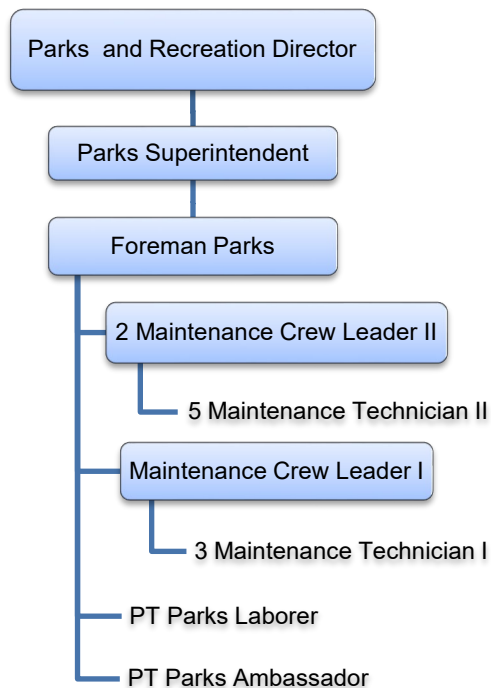 Parks and Recreation Director
Parks Superintendent
Foreman Parks
2 Maintenance Crew Leader II
5 Maintenance Technician II
Maintenance Crew Leader I
3 Maintenance Technician I
PT Parks Laborer
PT Parks Ambassador